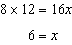 8 × 12 = 16x
6 = x